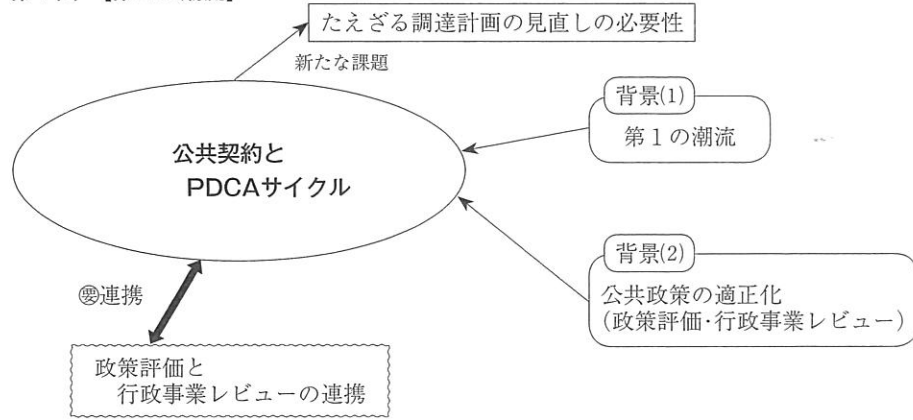 たえざる調達計画の見直しの必要性
新たな課題
背景(1)
第1の潮流
公共契約と
PDCAサイクル
背景(2)
公共政策の適正化
(政策評価・行政事業レビュー)
㊩連携
政策評価と
行政事業レビューの連携